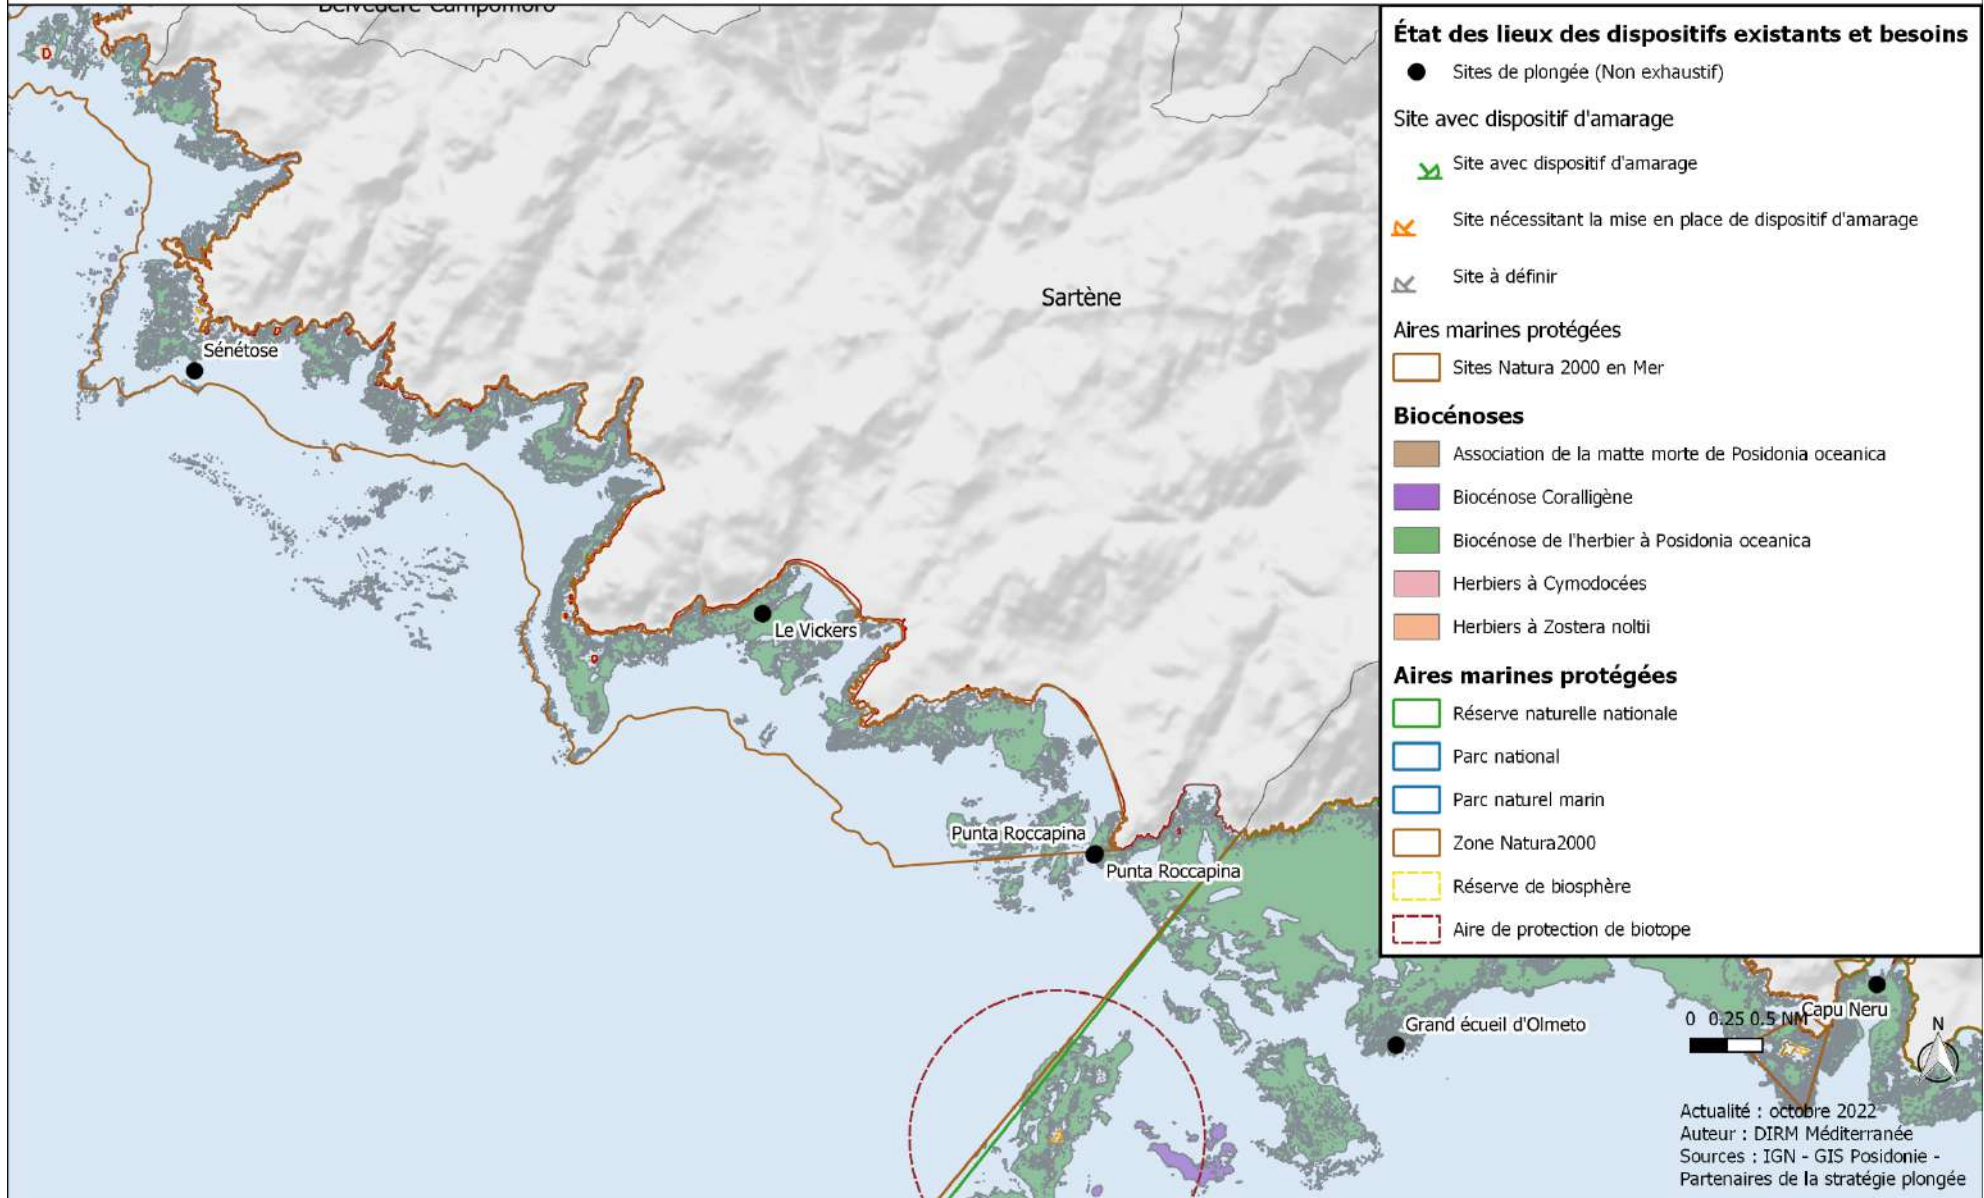 Belvédère Campomoro
Sartène
Sénétose
Le Vickers
Punta Roccapina
Punta Roccapina
Grand écueil d'Olmeto
Capu Neru
État des lieux des dispositifs existants et besoins
Sites de plongée (Non exhaustif)
Site avec dispositif d'amarage
Site avec dispositif d'amarage
Site nécessitant la mise en place de dispositif d'amarage
Site à définir
Aires marines protégées
Sites Natura 2000 en Mer
Biocénoses
Association de la matte morte de Posidonia oceanica
Biocénose Coralligène
Biocénose de l'herbier à Posidonia oceanica
Herbiers à Cymodocées
Herbiers à Zostera noltii
Aires marines protégées
Réserve naturelle nationale
Parc national
Parc naturel marin
Zone Natura2000
Réserve de biosphère
Aire de protection de biotope
0 0.25 0.5 NM
N
Actualité : octobre 2022
Auteur : DIRM Méditerranée
Sources : IGN - GIS Posidonie -
Partenaires de la stratégie plongée